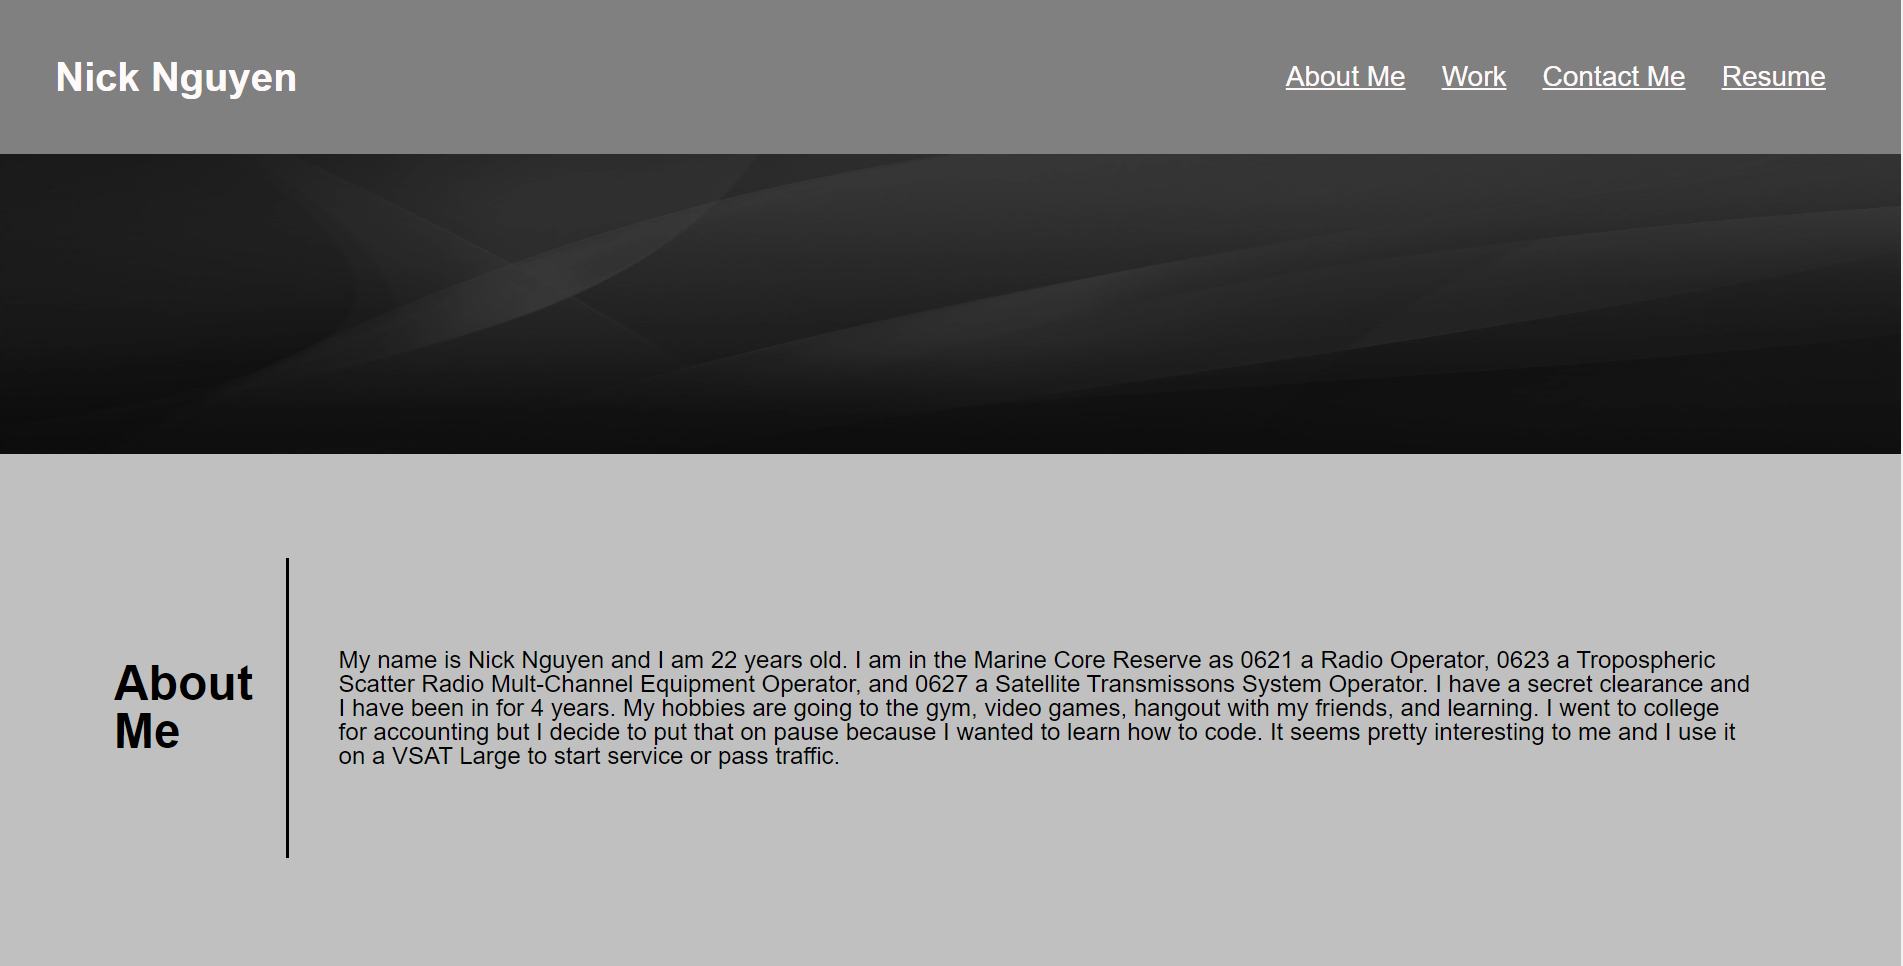 Nick Nguyen
About Me Work Contact Me Resume
About
Me
My name is Nick Nguyen and I am 22 years old. I am in the Marine Core Reserve as 0621 a Radio Operator, 0623 a Tropospheric
Scatter Radio Mult-Channel Equipment Operator, and 0627 a Satellite Transmissons System Operator. I have a secret clearance and
I have been in for 4 years. My hobbies are going to the gym, video games, hangout with my friends, and learning. I went to college
for accounting but I decide to put that on pause because I wanted to learn how to code. It seems pretty interesting to me and I use it
on a VSAT Large to start service or pass traffic.